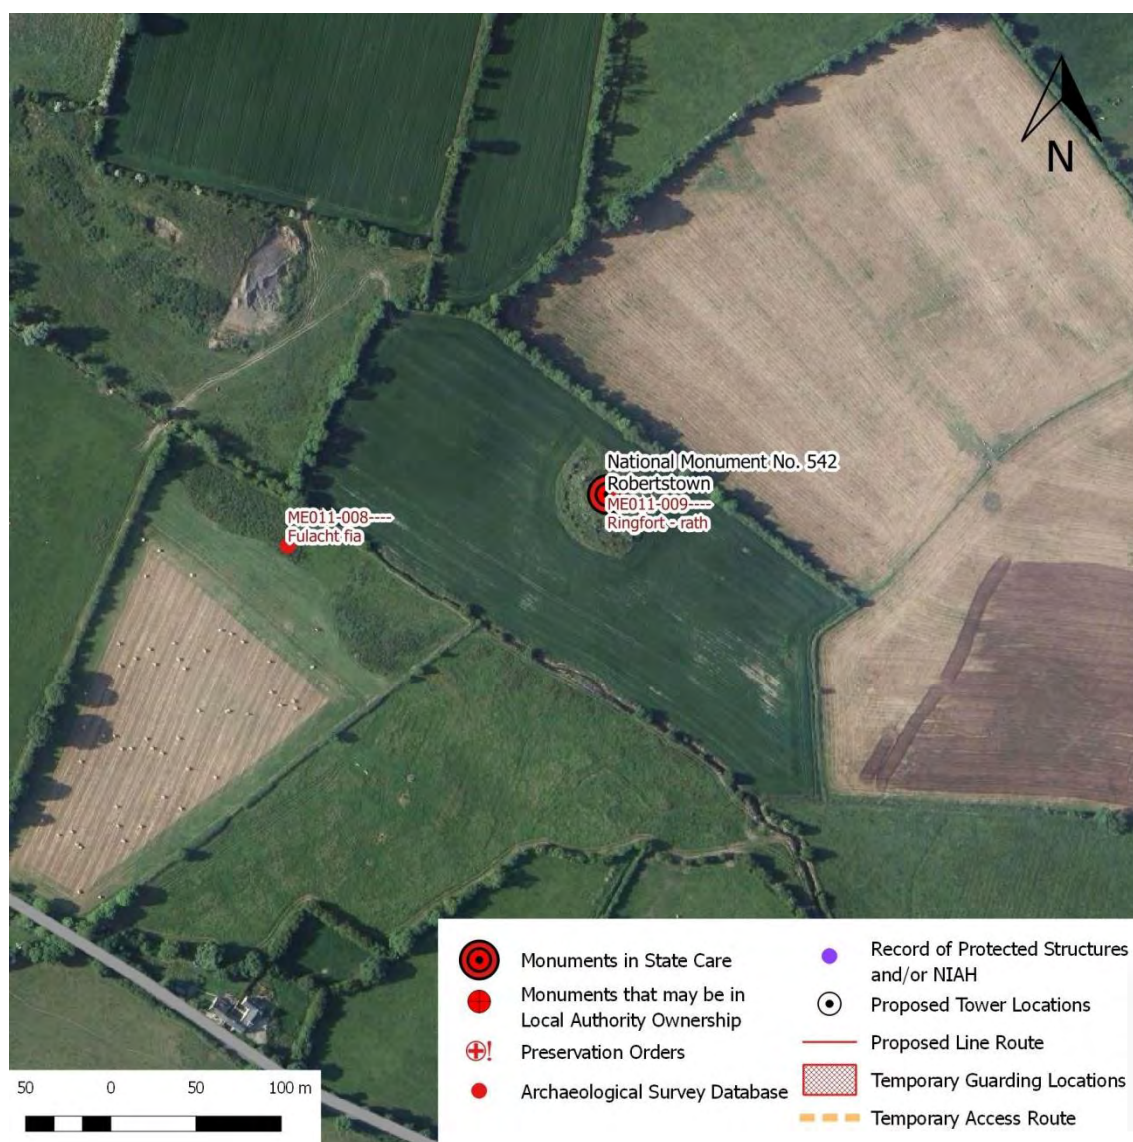 N
National Monument No. 542
Robertstown
ME011-009----
Ringfort - rath
ME011-008----
Fulacht fia
50 0 50 100 m
Monuments in State Care
Monuments that may be in
Local Authority Ownership
Preservation Orders
Archaeological Survey Database
Record of Protected Structures
and/or NIAH
Proposed Tower Locations
Proposed Line Route
Temporary Guarding Locations
Temporary Access Route